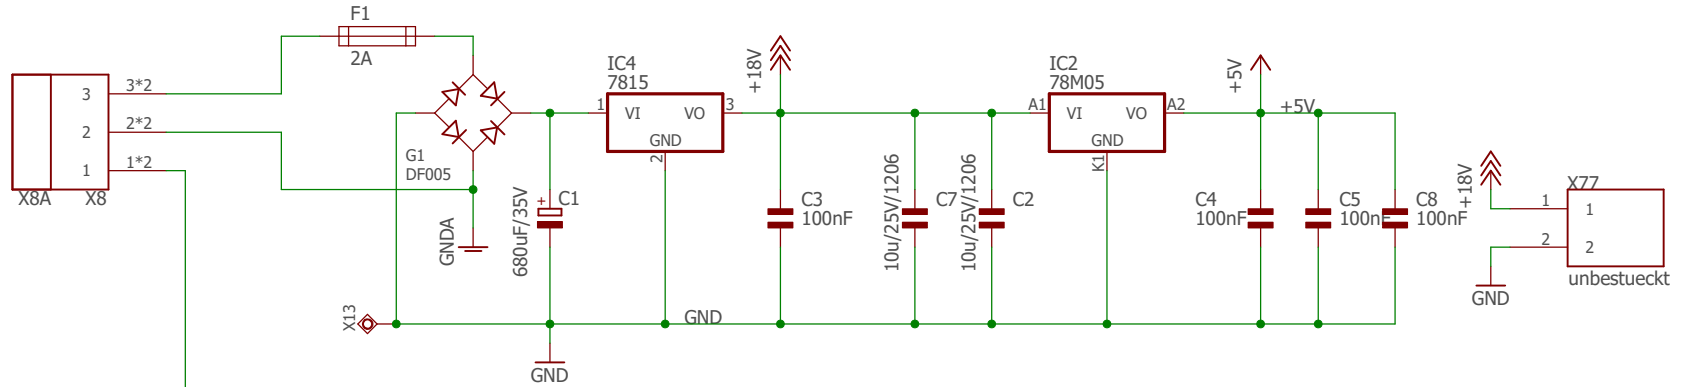 F1
2A
3*2
2*2
1*2
3
2
1
X8A
X8
G1
DF005
GNDA
X13
+
C1
680uF/35V
GND
IC4
7815
1
VI
VO
3
GND
2
+18V
GND
C3
100nF
C7
10u/25V/1206
C2
10u/25V/1206
IC2
78M05
A1
VI
VO
A2
GND
K1
+5V
+5V
C4
100nF
C5
100nF
C8
100nF
+18V
X77
1
1
2
2
GND
unbestueckt